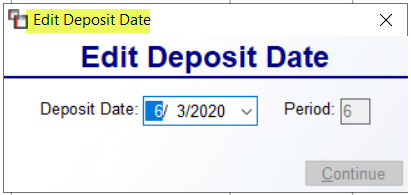 Edit Deposit Date
Edit Deposit Date
Deposit Date: 6/ 3/2020 Period: 6
Continue